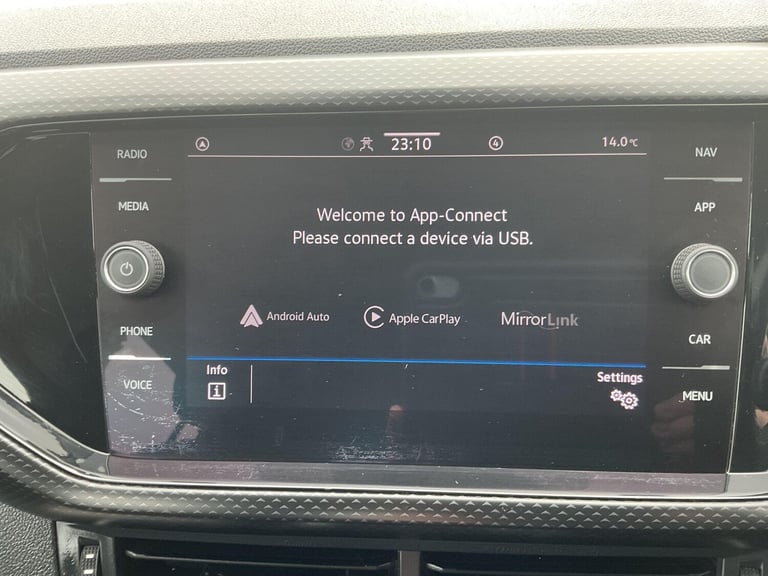 RADIO
MEDIA
PHONE
VOICE
23:10
4
14.0°C
Welcome to App-Connect
Please connect a device via USB.
Android Auto
Apple CarPlay
MirrorLink
Info
i
Settings
NAV
APP
CAR
MENU